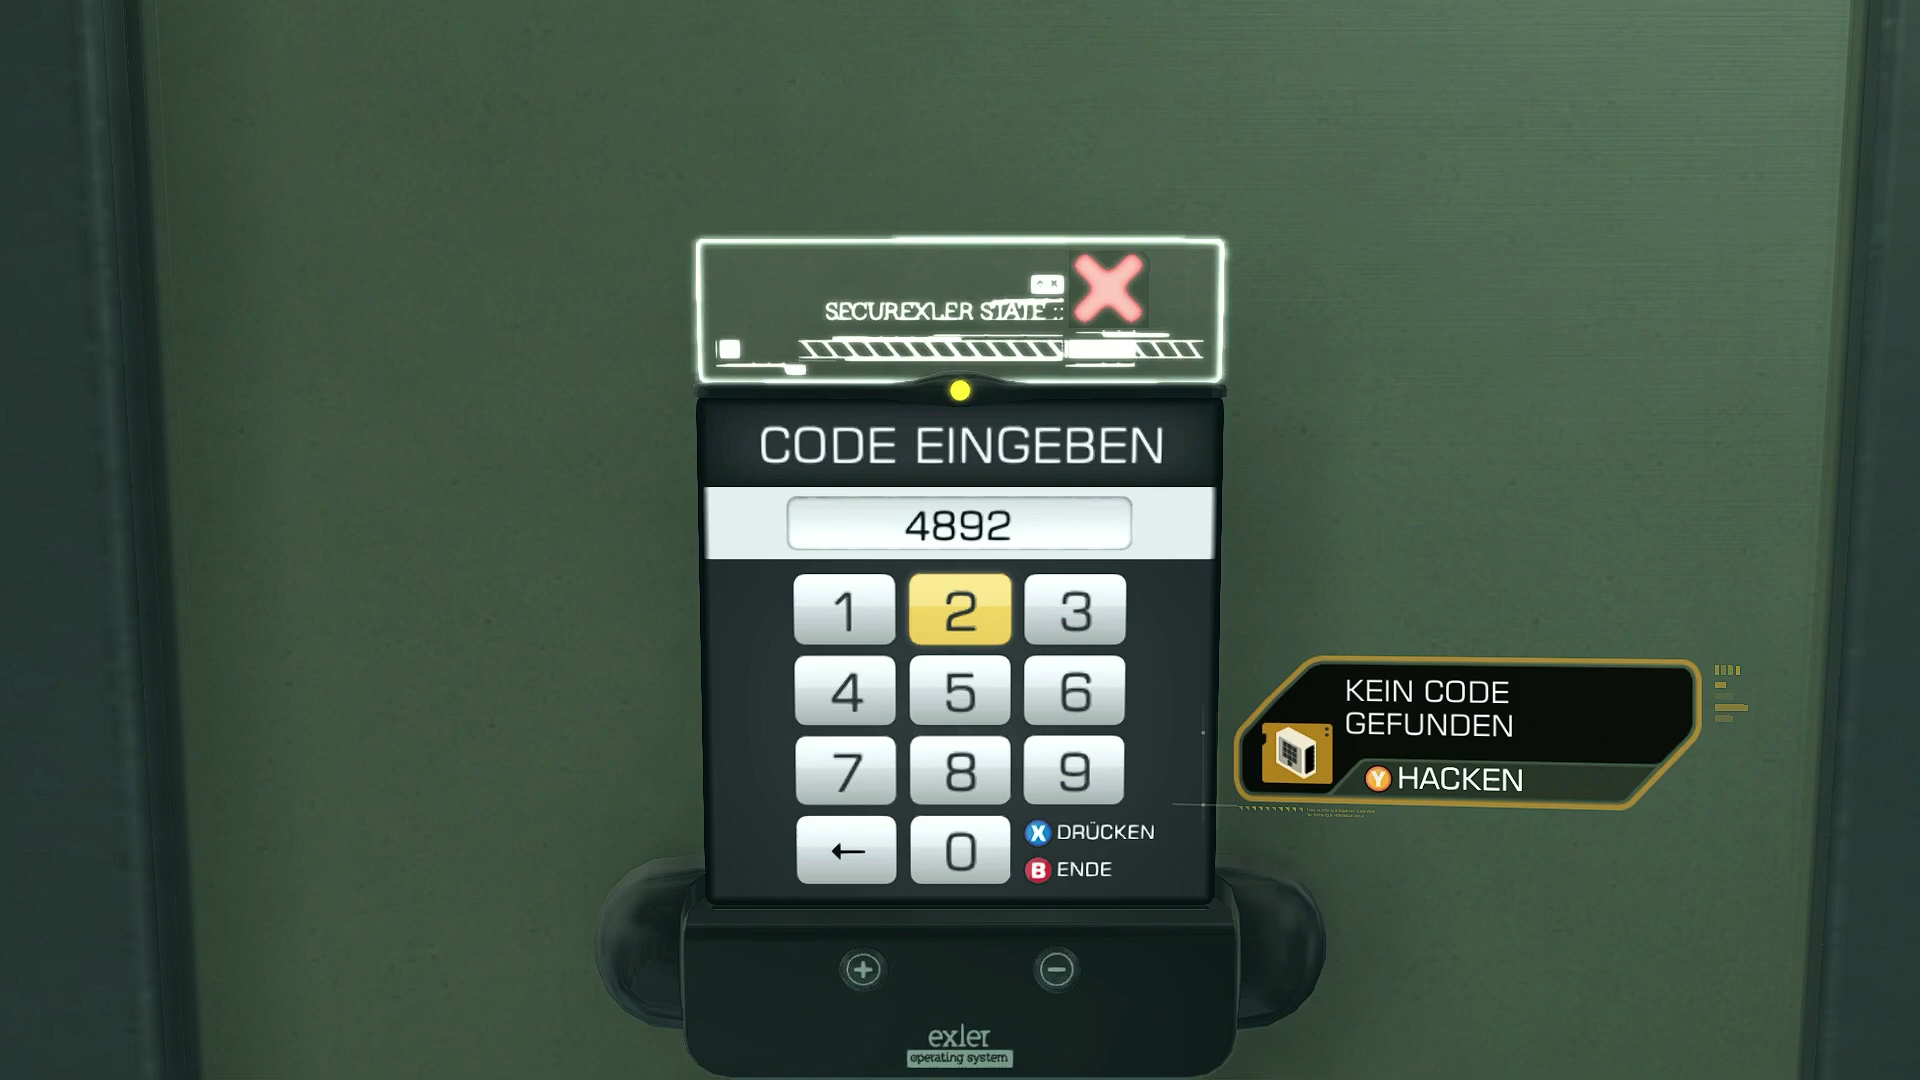 SECUREXLER STATE ::
CODE EINGEBEN
4892
1 2 3
4 5 6
7 8 9
← 0
X DRÜCKEN
B ENDE
KEIN CODE
GEFUNDEN
Y HACKEN
exler
operating system